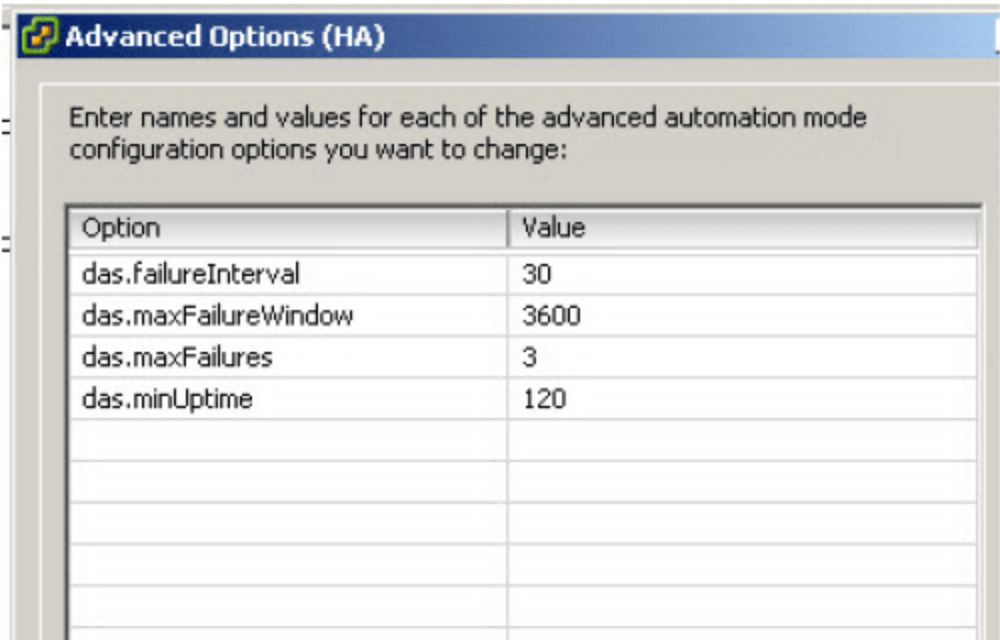 Advanced Options (HA)
Enter names and values for each of the advanced automation mode
configuration options you want to change:
Option Value
das.failureInterval 30
das.maxFailureWindow 3600
das.maxFailures 3
das.minUptime 120